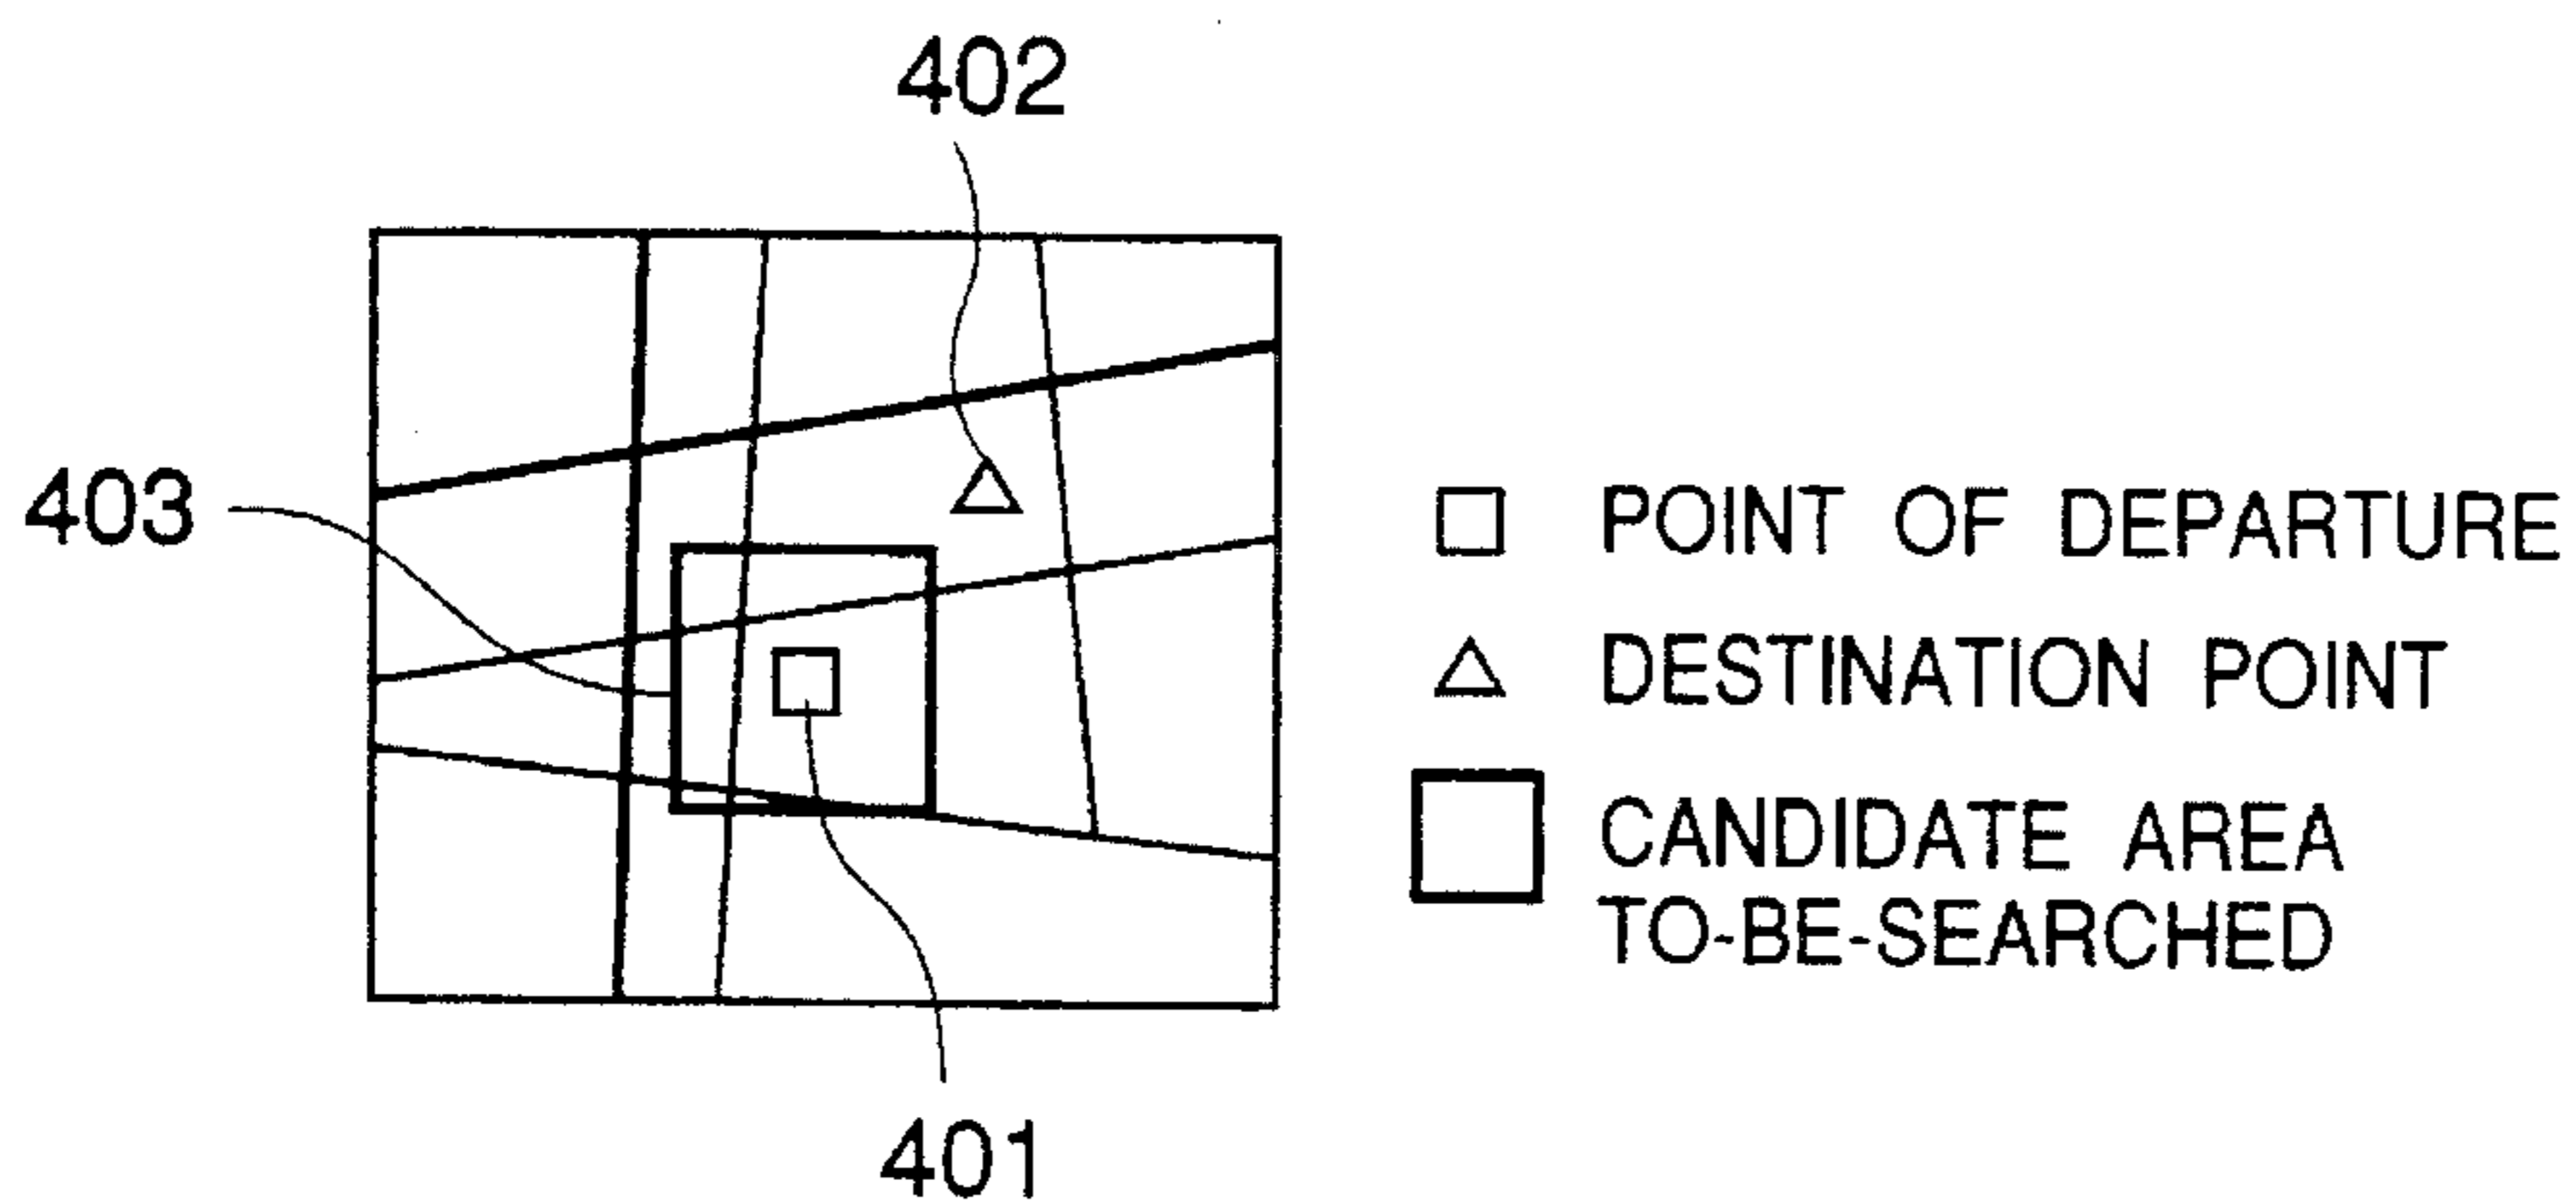 402
403
POINT OF DEPARTURE
DESTINATION POINT
CANDIDATE AREA
TO-BE-SEARCHED
401